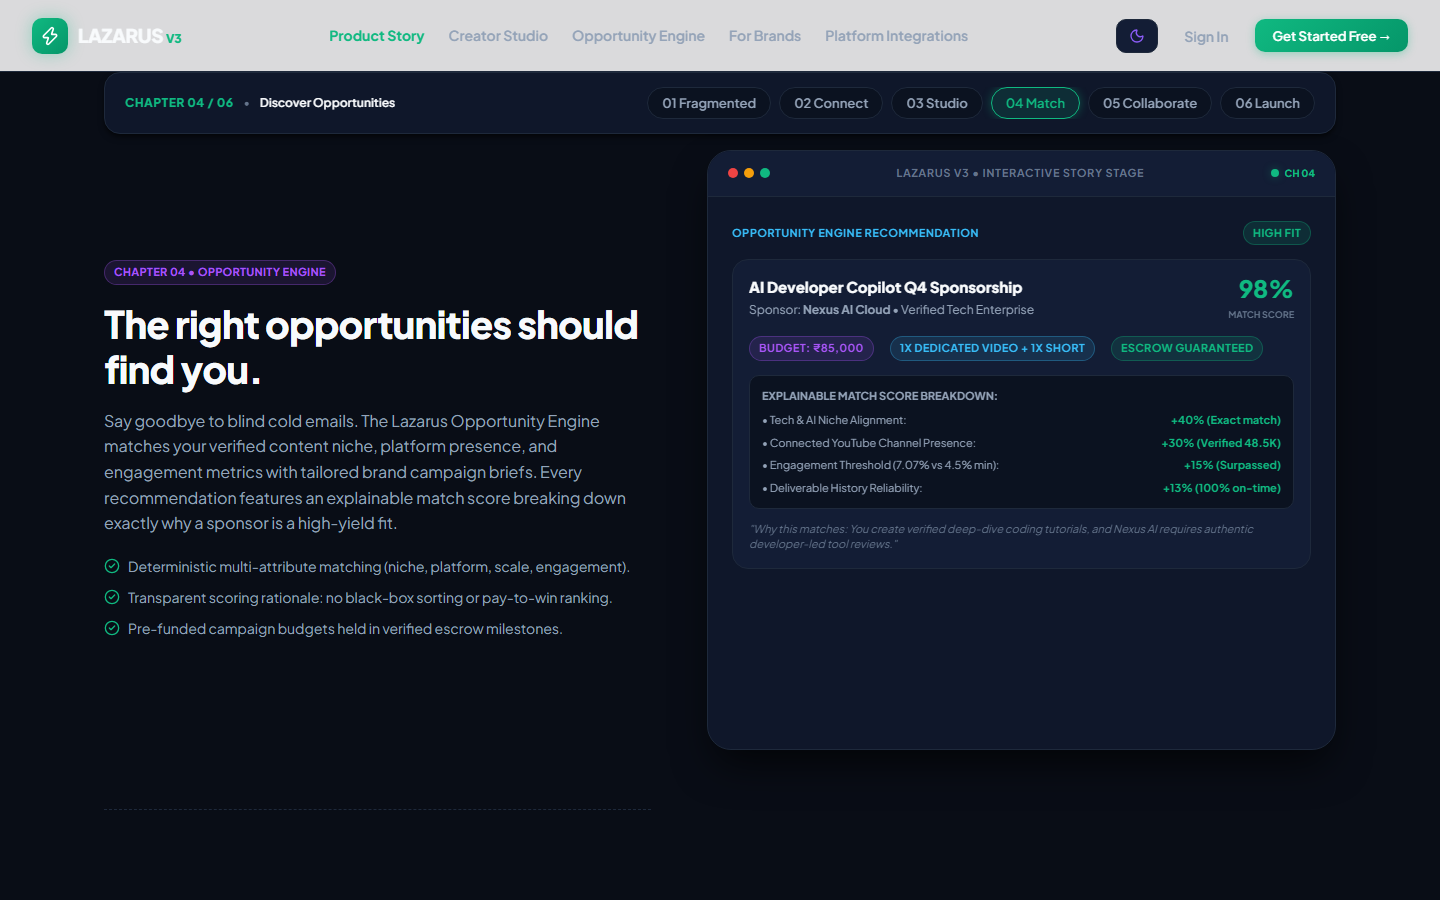 LAZARUS V3
Product Story
Creator Studio
Opportunity Engine
For Brands
Platform Integrations
Sign In
Get Started Free →
CHAPTER 04 / 06 • Discover Opportunities
01 Fragmented
02 Connect
03 Studio
04 Match
05 Collaborate
06 Launch
CHAPTER 04 • OPPORTUNITY ENGINE
The right opportunities should
find you.
Say goodbye to blind cold emails. The Lazarus Opportunity Engine
matches your verified content niche, platform presence, and
engagement metrics with tailored brand campaign briefs. Every
recommendation features an explainable match score breaking down
exactly why a sponsor is a high-yield fit.
Deterministic multi-attribute matching (niche, platform, scale, engagement).
Transparent scoring rationale: no black-box sorting or pay-to-win ranking.
Pre-funded campaign budgets held in verified escrow milestones.
LAZARUS V3 • INTERACTIVE STORY STAGE
CH 04
OPPORTUNITY ENGINE RECOMMENDATION
HIGH FIT
AI Developer Copilot Q4 Sponsorship
98%
Sponsor: Nexus AI Cloud • Verified Tech Enterprise
MATCH SCORE
BUDGET: ₹85,000
1X DEDICATED VIDEO + 1X SHORT
ESCROW GUARANTEED
EXPLAINABLE MATCH SCORE BREAKDOWN:
• Tech & AI Niche Alignment: +40% (Exact match)
• Connected YouTube Channel Presence: +30% (Verified 48.5K)
• Engagement Threshold (7.07% vs 4.5% min): +15% (Surpassed)
• Deliverable History Reliability: +13% (100% on-time)
"Why this matches: You create verified deep-dive coding tutorials, and Nexus AI requires authentic
developer-led tool reviews."